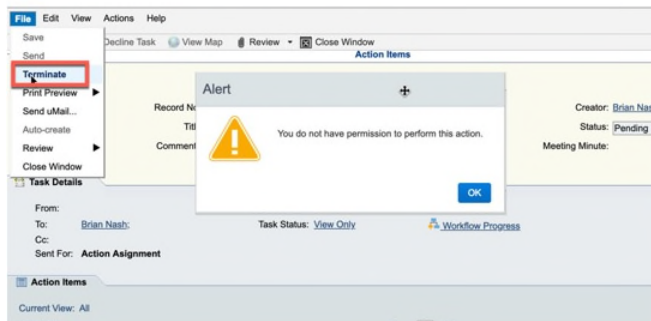 File Edit View Actions Help
Save
Decline Task View Map Review Close Window
Send
Action Items
Terminate
Print Preview
Alert
Send uMail...
Record
Creator: Brian Nas
Auto-create
You do not have permission to perform this action.
Status: Pending
Review
Comment
Meeting Minute:
Close Window
OK
Task Details
From:
To: Brian Nash; Task Status: View Only Workflow Progress
Cc:
Sent For: Action Asignment
Action Items
Current View: All